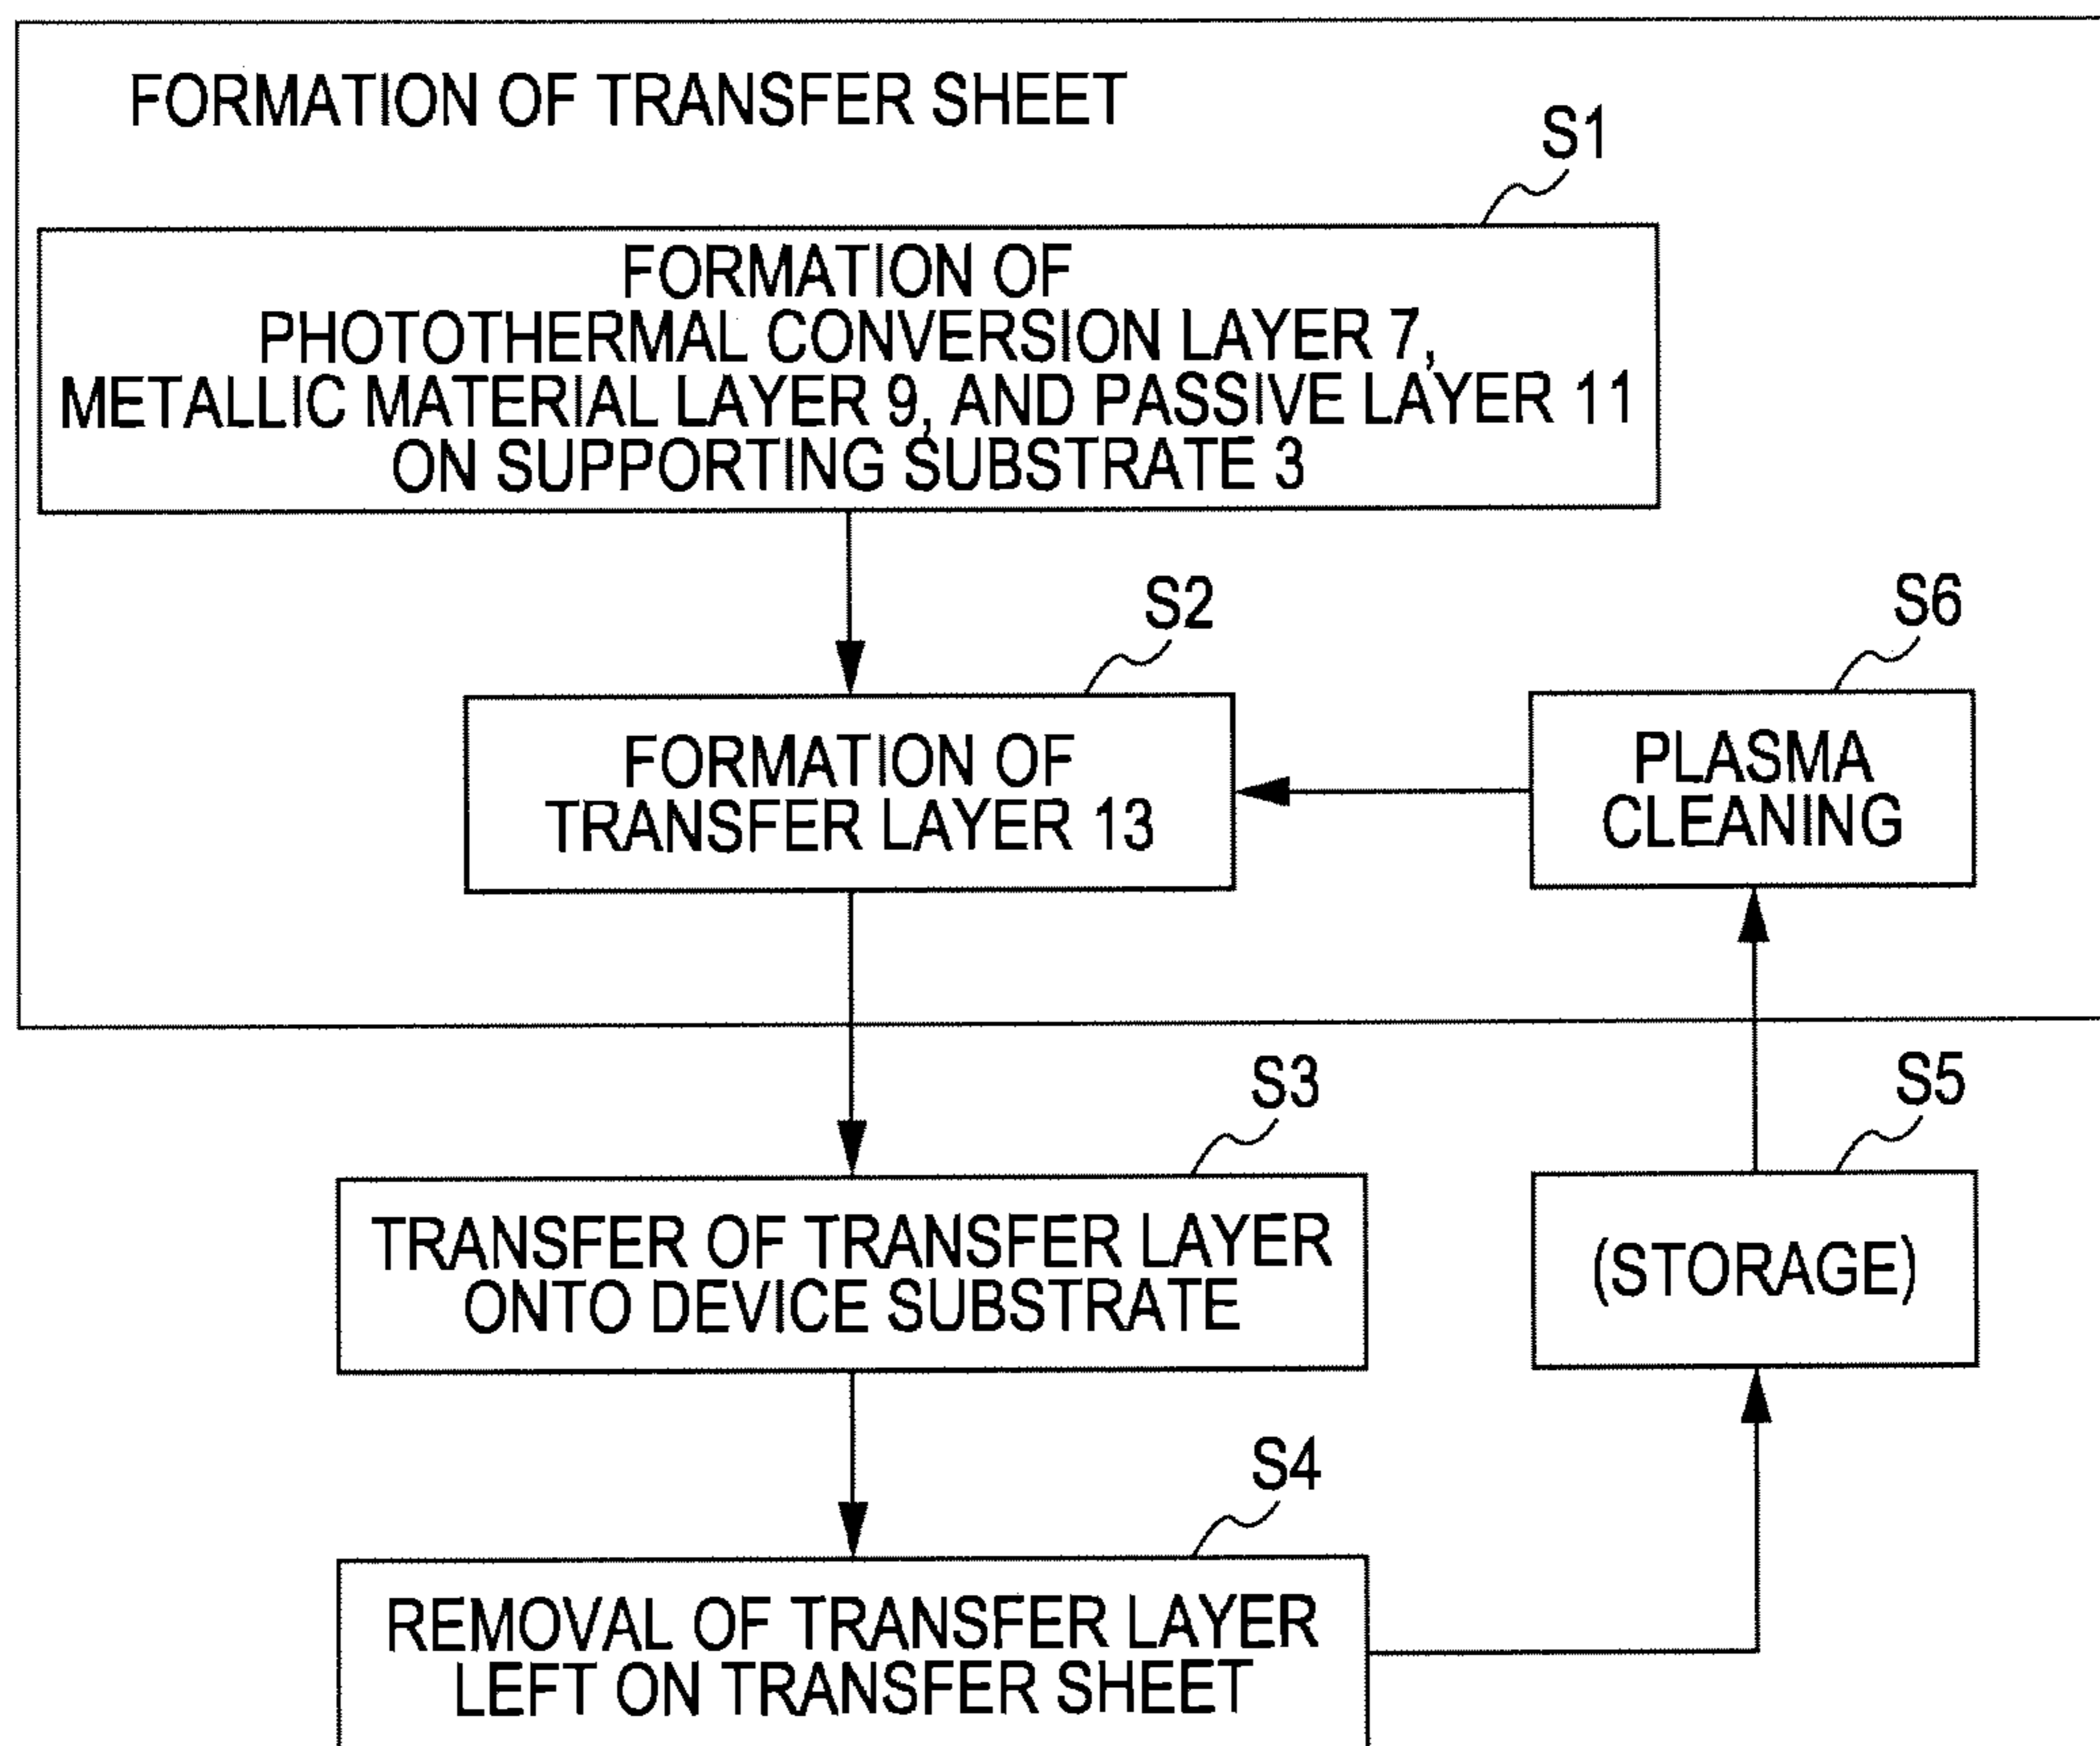 FORMATION OF TRANSFER SHEET
S1
FORMATION OF
PHOTOTHERMAL CONVERSION LAYER 7,
METALLIC MATERIAL LAYER 9, AND PASSIVE LAYER 11
ON SUPPORTING SUBSTRATE 3
S2
FORMATION OF
TRANSFER LAYER 13
S6
PLASMA
CLEANING
S3
TRANSFER OF TRANSFER LAYER
ONTO DEVICE SUBSTRATE
S5
(STORAGE)
S4
REMOVAL OF TRANSFER LAYER
LEFT ON TRANSFER SHEET